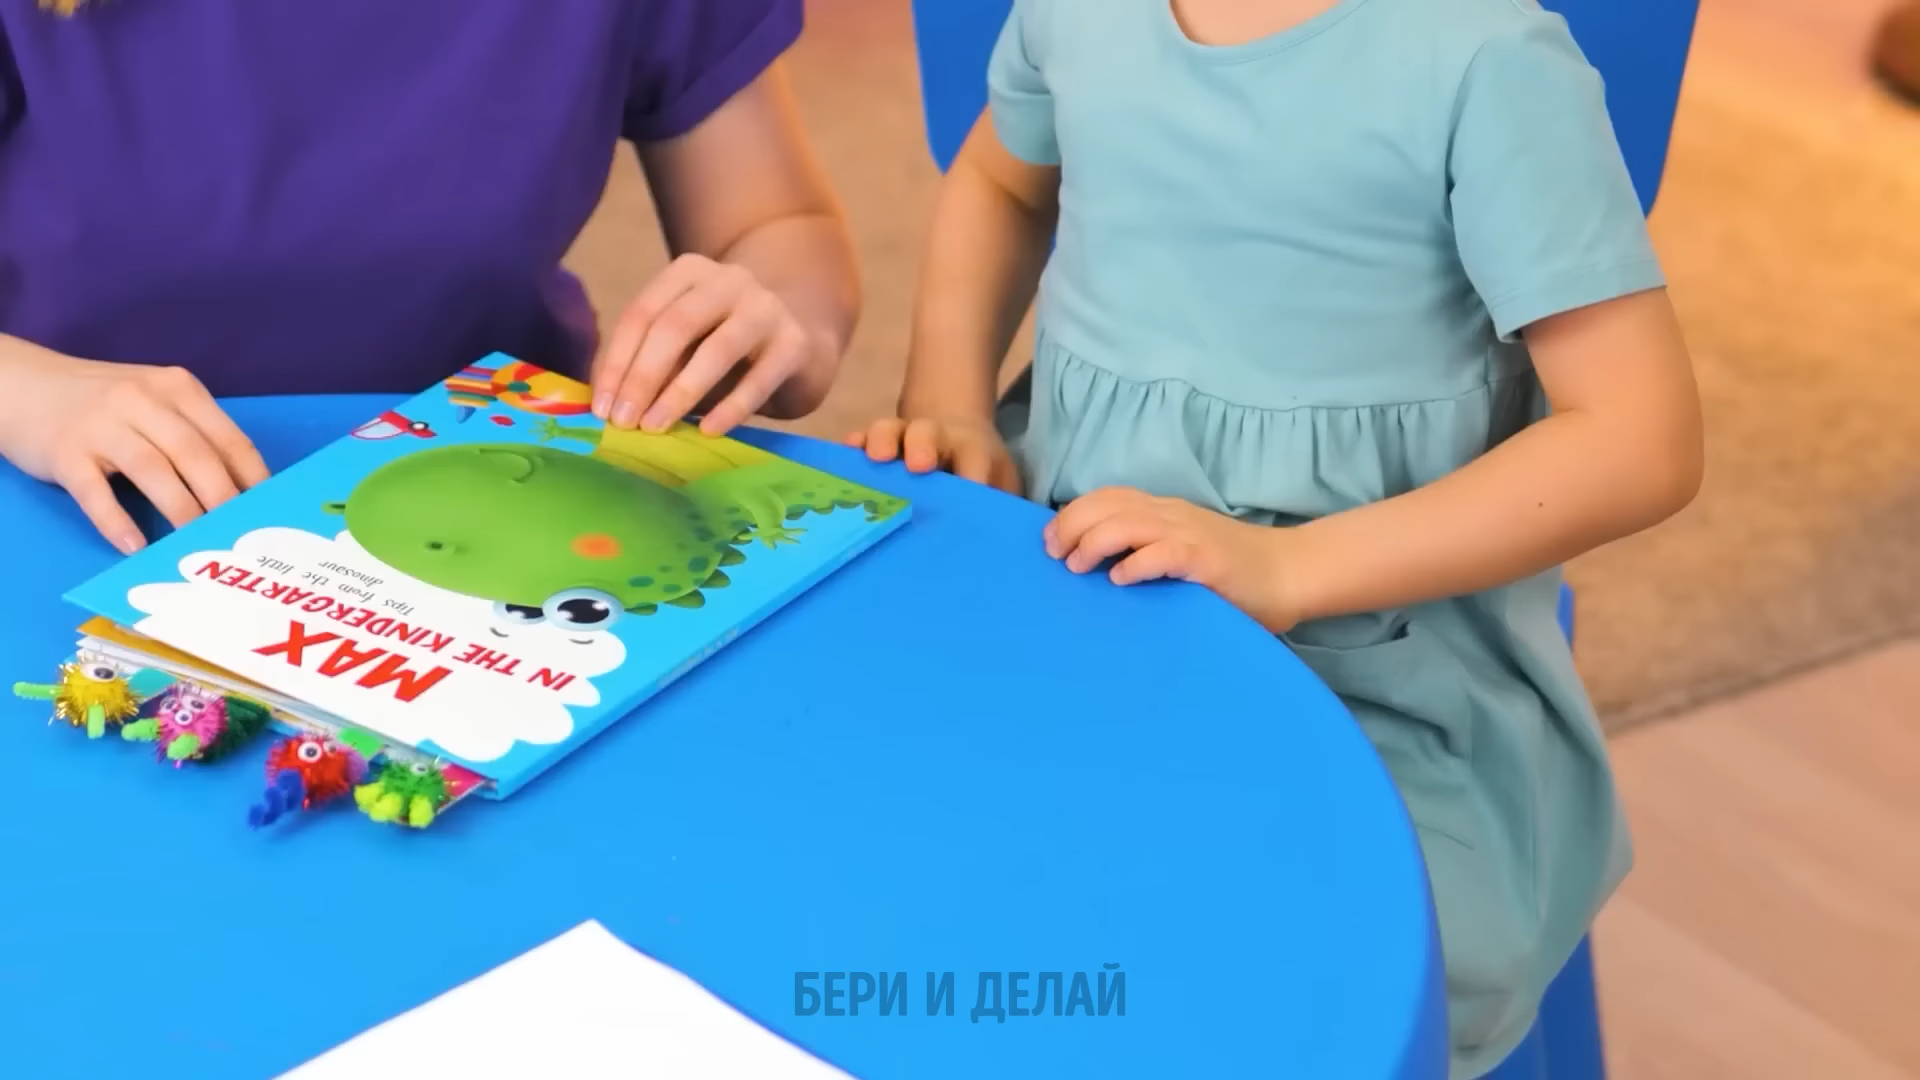 MAX
IN THE KINDERGARTEN
Tips from the little
dinosaur
БЕРИ И ДЕЛАЙ